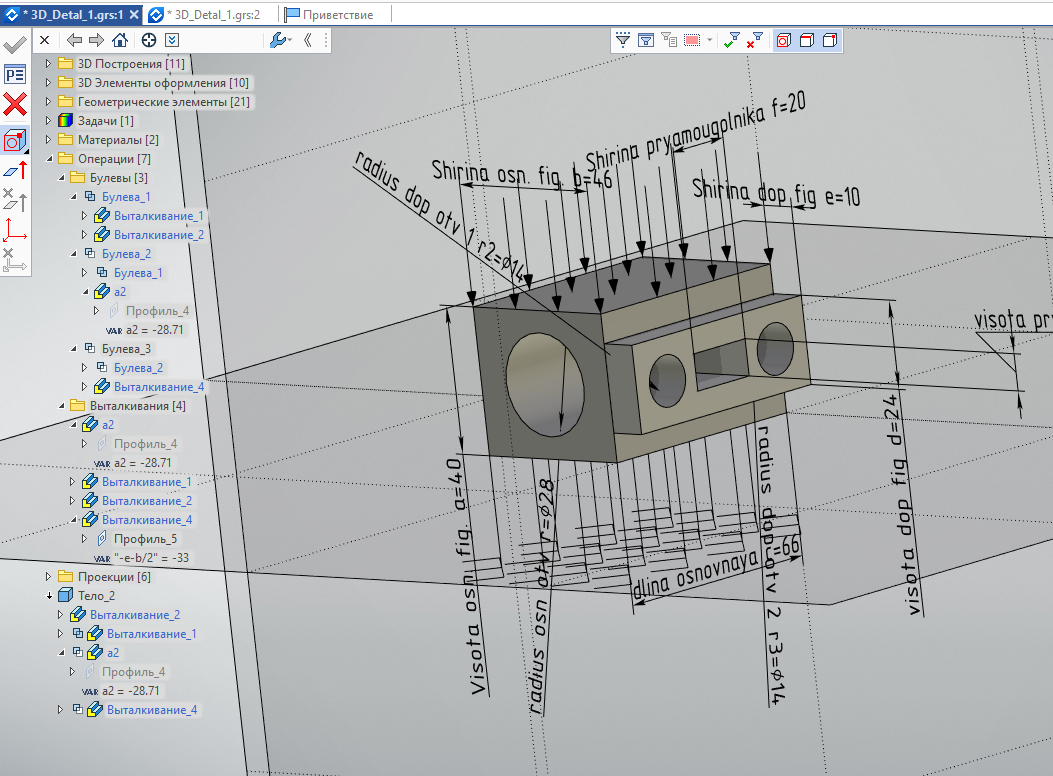 * 3D_Detal_1.grs:1
* 3D_Detal_1.grs:2
Приветствие
3D Построения [11]
3D Элементы оформления [10]
Геометрические элементы [21]
Задачи [1]
Материалы [2]
Операции [7]
Булевы [3]
Булева_1
Выталкивание_1
Выталкивание_2
Булева_2
Булева_1
a2
Профиль_4
VAR a2 = -28.71
Булева_3
Булева_2
Выталкивание_4
Выталкивания [4]
a2
Профиль_4
VAR a2 = -28.71
Выталкивание_1
Выталкивание_2
Выталкивание_4
Профиль_5
VAR "-e-b/2" = -33
Проекции [6]
Тело_2
Выталкивание_2
Выталкивание_1
a2
Профиль_4
VAR a2 = -28.71
Выталкивание_4
radius dop otv 1 r2=⌀14
Shirina osn. fig. b=46
Shirina pryamougolnika f=20
Shirina dop fig e=10
visota pr
Visota osn fig. a=40
radius osn otv r=⌀28
dlina osnovnaya c=66
radius dop otv 2 r3=⌀14
visota dop fig d=24